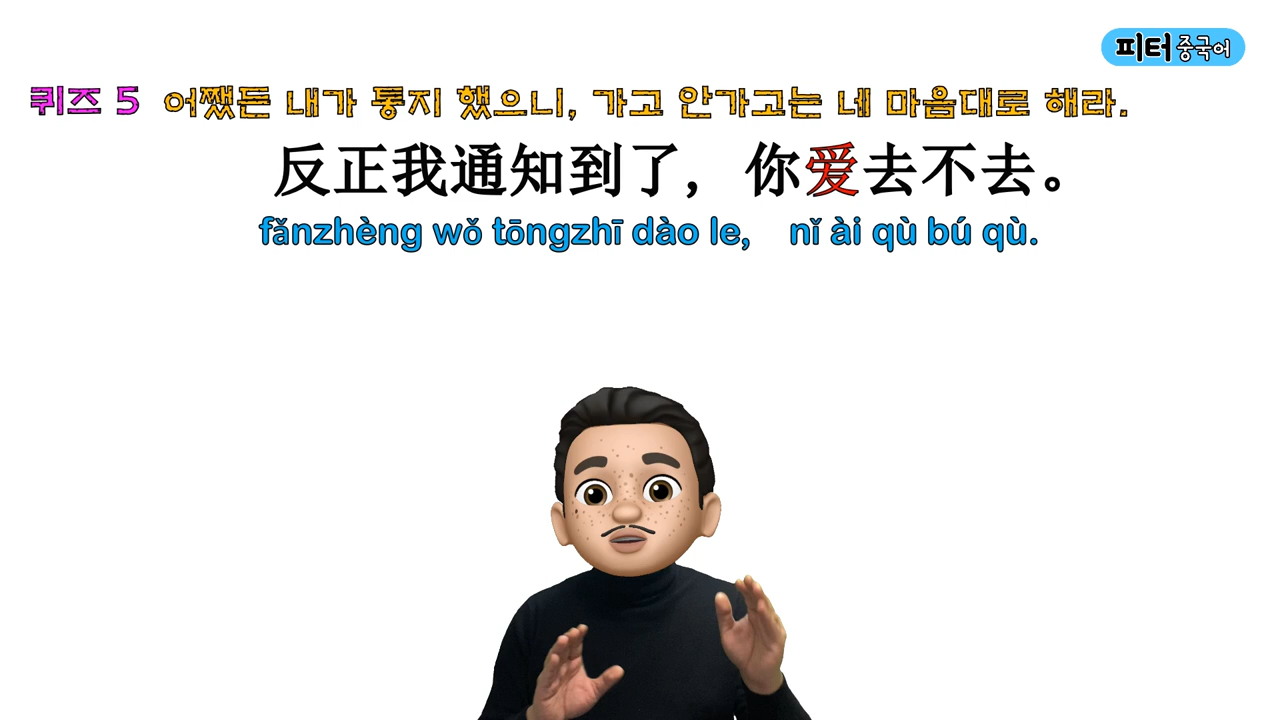 피터 중국어
퀴즈 5 어쨌든 내가 통지 했으니, 가고 안가고는 네 마음대로 해라.
反正我通知到了，你爱去不去。
fǎnzhèng wǒ tōngzhī dào le, nǐ ài qù bú qù.